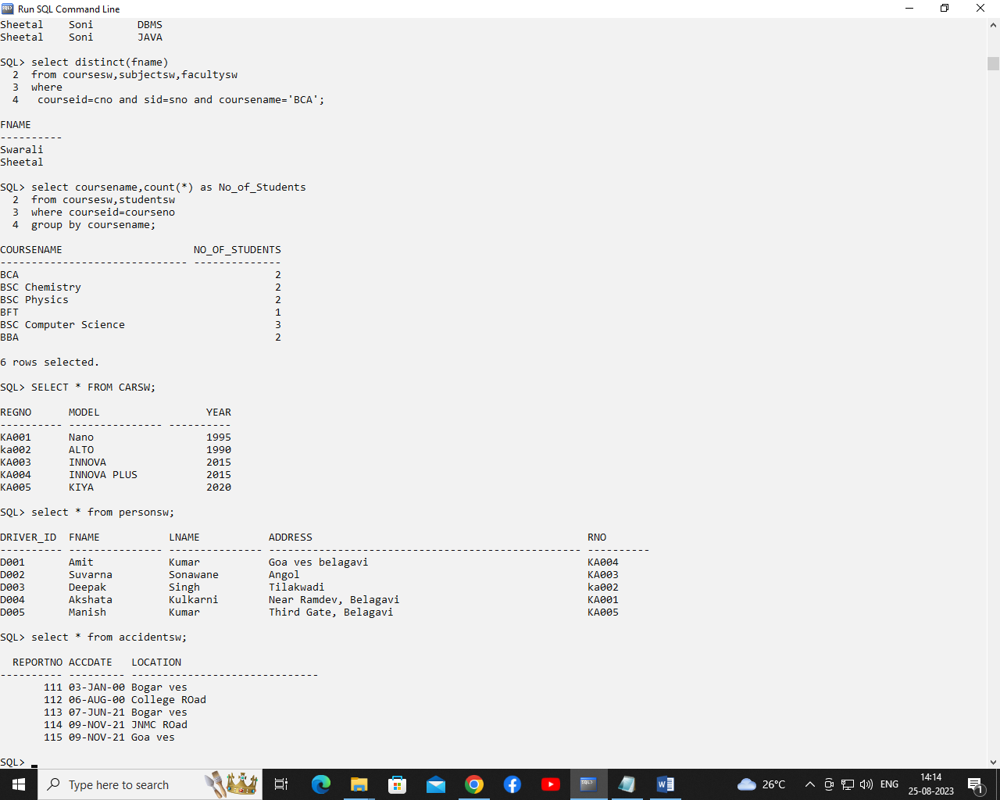 Run SQL Command Line
Sheetal    Soni       DBMS
Sheetal    Soni       JAVA
SQL> select distinct(fname)
  2  from coursesw,subjectsw,facultysw
  3  where
  4   courseid=cno and sid=sno and coursename='BCA';
FNAME
----------
Swarali
Sheetal
SQL> select coursename,count(*) as No_of_Students
  2  from coursesw,studentsw
  3  where courseid=courseno
  4  group by coursename;
COURSENAME                     NO_OF_STUDENTS
------------------------------ --------------
BCA                                         2
BSC Chemistry                               2
BSC Physics                                 2
BFT                                         1
BSC Computer Science                        3
BBA                                         2
6 rows selected.
SQL> SELECT * FROM CARSW;
REGNO      MODEL                 YEAR
---------- --------------- ----------
KA001      Nano                  1995
ka002      ALTO                  1990
KA003      INNOVA                2015
KA004      INNOVA PLUS           2015
KA005      KIYA                  2020
SQL> select * from personsw;
DRIVER_ID  FNAME           LNAME           ADDRESS                                            RNO
---------- --------------- --------------- -------------------------------------------------- ----------
D001       Amit            Kumar           Goa ves belagavi                                   KA004
D002       Suvarna         Sonawane        Angol                                              KA003
D003       Deepak          Singh           Tilakwadi                                          ka002
D004       Akshata         Kulkarni        Near Ramdev, Belagavi                              KA001
D005       Manish          Kumar           Third Gate, Belagavi                               KA005
SQL> select * from accidentsw;
  REPORTNO ACCDATE   LOCATION
---------- --------- ------------------------------
       111 03-JAN-00 Bogar ves
       112 06-AUG-00 College ROad
       113 07-JUN-21 Bogar ves
       114 09-NOV-21 JNMC ROad
       115 09-NOV-21 Goa ves
SQL>
Type here to search
26°C
ENG
14:14
25-08-2023
1